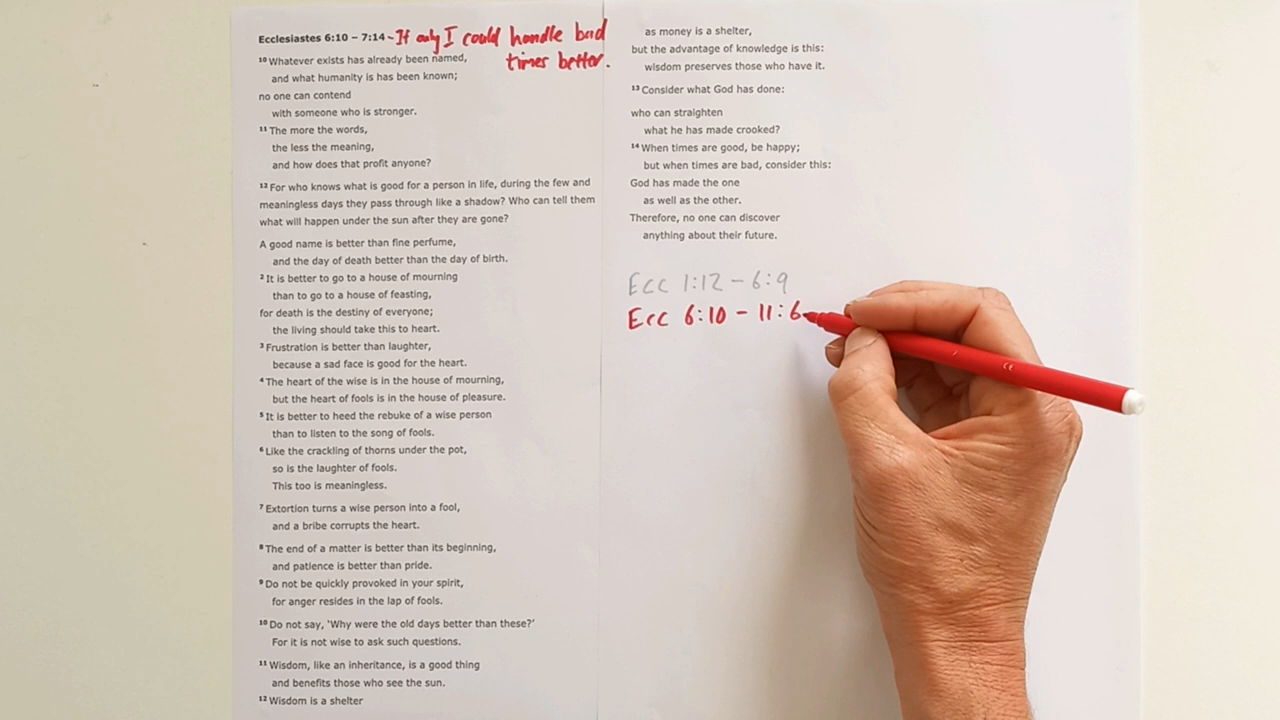 Ecclesiastes 6:10 – 7:14 - If only I could handle bad
times better.
10 Whatever exists has already been named,
and what humanity is has been known;
no one can contend
with someone who is stronger.
11 The more the words,
the less the meaning,
and how does that profit anyone?
12 For who knows what is good for a person in life, during the few and
meaningless days they pass through like a shadow? Who can tell them
what will happen under the sun after they are gone?
A good name is better than fine perfume,
and the day of death better than the day of birth.
2 It is better to go to a house of mourning
than to go to a house of feasting,
for death is the destiny of everyone;
the living should take this to heart.
3 Frustration is better than laughter,
because a sad face is good for the heart.
4 The heart of the wise is in the house of mourning,
but the heart of fools is in the house of pleasure.
5 It is better to heed the rebuke of a wise person
than to listen to the song of fools.
6 Like the crackling of thorns under the pot,
so is the laughter of fools.
This too is meaningless.
7 Extortion turns a wise person into a fool,
and a bribe corrupts the heart.
8 The end of a matter is better than its beginning,
and patience is better than pride.
9 Do not be quickly provoked in your spirit,
for anger resides in the lap of fools.
10 Do not say, ‘Why were the old days better than these?’
For it is not wise to ask such questions.
11 Wisdom, like an inheritance, is a good thing
and benefits those who see the sun.
12 Wisdom is a shelter
as money is a shelter,
but the advantage of knowledge is this:
wisdom preserves those who have it.
13 Consider what God has done:
who can straighten
what he has made crooked?
14 When times are good, be happy;
but when times are bad, consider this:
God has made the one
as well as the other.
Therefore, no one can discover
anything about their future.
Ecc 1:12 – 6:9
Ecc 6:10 – 11:6